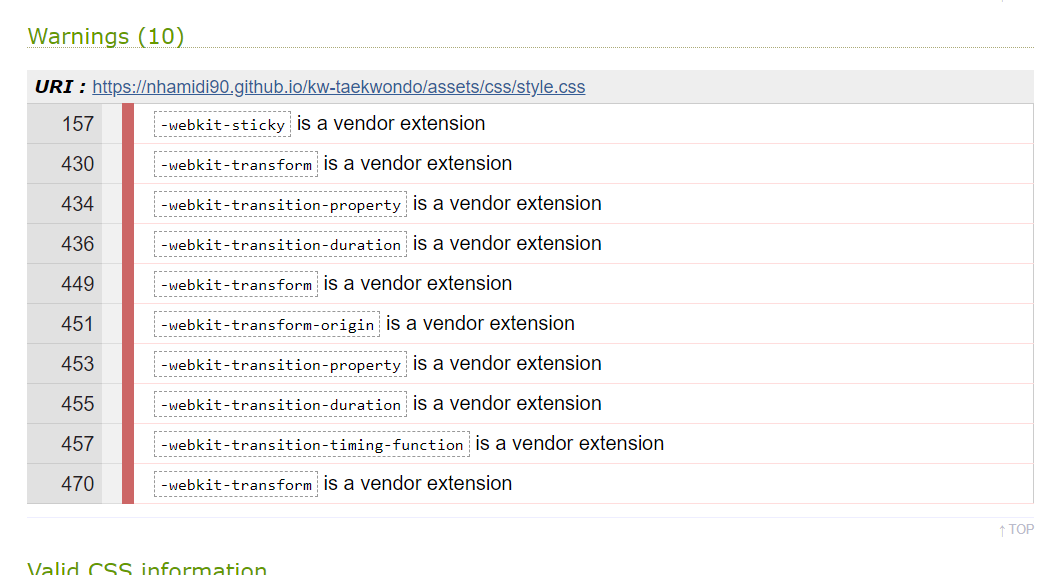 Warnings (10)
URI : https://nhamidi90.github.io/kw-taekwondo/assets/css/style.css
157 -webkit-sticky is a vendor extension
430 -webkit-transform is a vendor extension
434 -webkit-transition-property is a vendor extension
436 -webkit-transition-duration is a vendor extension
449 -webkit-transform is a vendor extension
451 -webkit-transform-origin is a vendor extension
453 -webkit-transition-property is a vendor extension
455 -webkit-transition-duration is a vendor extension
457 -webkit-transition-timing-function is a vendor extension
470 -webkit-transform is a vendor extension
↑ TOP
Valid CSS information